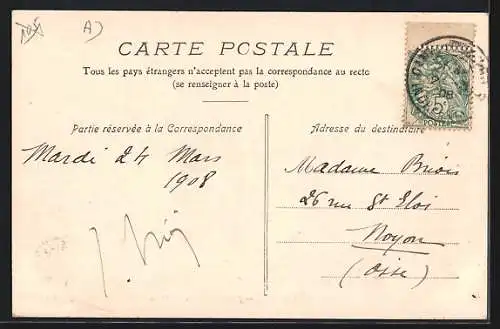 A)
CARTE POSTALE
Tous les pays étrangers n'acceptent pas la correspondance au recto
(se renseigner à la poste)
Partie réservée à la Correspondance
Mardi 24 Mars
1908
Adresse du destinataire
Madame Briois
26 rue St Eloi
Noyon
(Oise)
POSTES